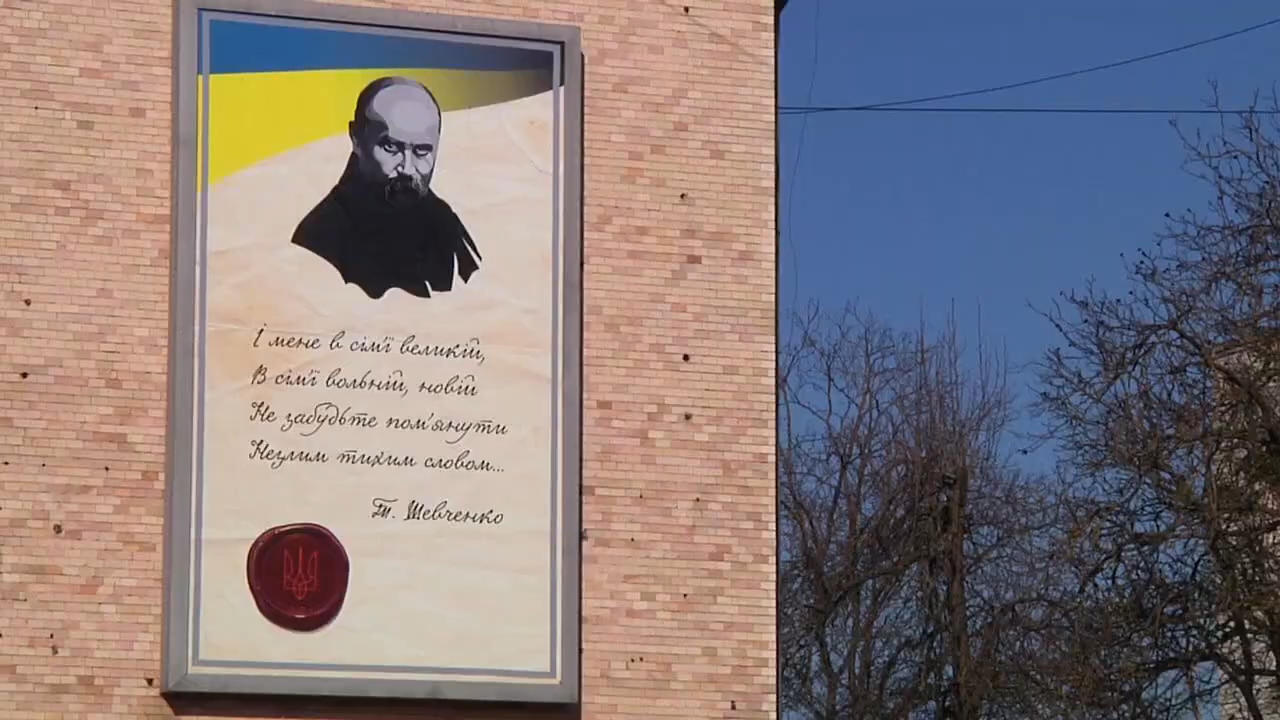 І мене в сім'ї великій,
В сім'ї вольній, новій
Не забудьте пом'янути
Незлим тихим словом...
Т. Шевченко